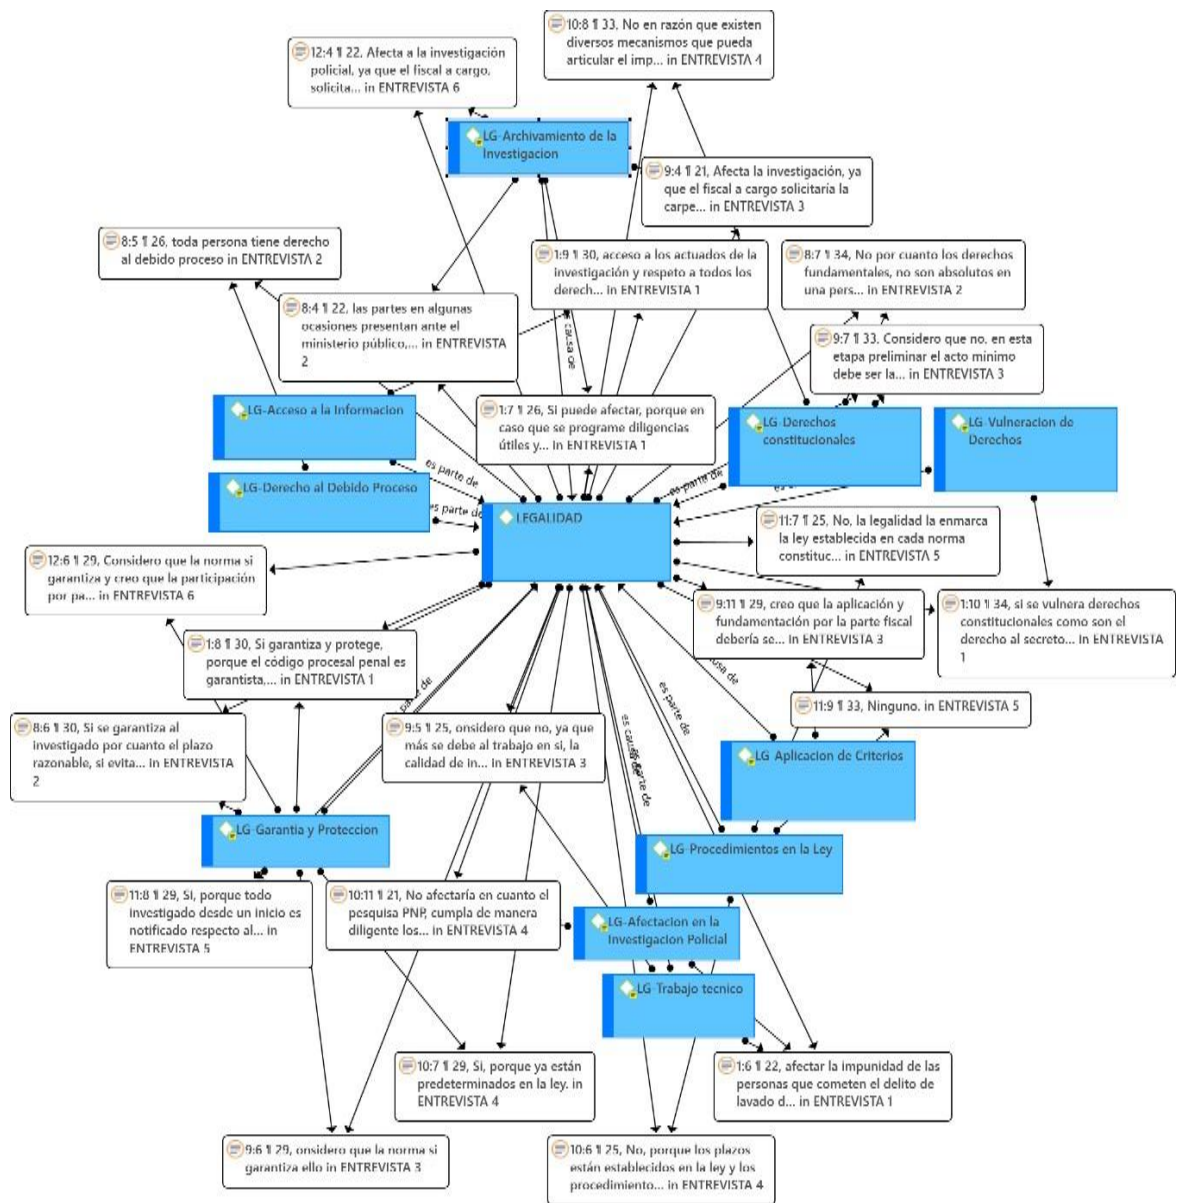 10:8 ¶ 33, No en razón que existen
diversos mecanismos que pueda
articular el imp... in ENTREVISTA 4
12:4 ¶ 22, Afecta a la investigación
policial, ya que el fiscal a cargo,
solicita... in ENTREVISTA 6
LG-Archivamiento de la
Investigacion
9:4 ¶ 21, Afecta la investigación, ya
que el fiscal a cargo solicitaría la
carpe... in ENTREVISTA 3
8:5 ¶ 26, toda persona tiene derecho
al debido proceso in ENTREVISTA 2
1:9 ¶ 30, acceso a los actuados de la
investigación y respeto a todos los
derech... in ENTREVISTA 1
8:7 ¶ 34, No por cuanto los derechos
fundamentales, no son absolutos en
una pers... in ENTREVISTA 2
8:4 ¶ 22, las partes en algunas
ocasiones presentan ante el
ministerio público,... in ENTREVISTA
2
causa de
9:7 ¶ 33, Considero que no, en esta
etapa preliminar el acto mínimo
debe ser la... in ENTREVISTA 3
LG-Acceso a la Informacion
1:7 ¶ 26, Si puede afectar, porque en
caso que se programe diligencias
útiles y... in ENTREVISTA 1
LG-Derechos
constitucionales
LG-Vulneracion de
Derechos
es parte de
es parte de
LG-Derecho al Debido Proceso
es parte de
LEGALIDAD
11:7 ¶ 25, No, la legalidad la enmarca
la ley establecida en cada norma
constituc... in ENTREVISTA 5
12:6 ¶ 29, Considero que la norma si
garantiza y creo que la participación
por pa... in ENTREVISTA 6
9:11 ¶ 29, creo que la aplicación y
fundamentación por la parte fiscal
debería se... in ENTREVISTA 3
1:10 ¶ 34, si se vulnera derechos
constitucionales como son el
derecho al secreto... in ENTREVISTA
1
1:8 ¶ 30, Si garantiza y protege,
porque el código procesal penal es
garantista,... in ENTREVISTA 1
es parte de
11:9 ¶ 33, Ninguno. in ENTREVISTA 5
8:6 ¶ 30, Si se garantiza al
investigado por cuanto el plazo
razonable, si evita... in ENTREVISTA
2
9:5 ¶ 25, onsidero que no, ya que
más se debe al trabajo en si, la
calidad de in... in ENTREVISTA 3
es causa de
parte de
LG-Aplicacion de Criterios
LG-Garantia y Proteccion
LG-Procedimientos en la Ley
11:8 ¶ 29, Si, porque todo
investigado desde un inicio es
notificado respecto al... in
ENTREVISTA 5
10:11 ¶ 21, No afectaría en cuanto el
pesquisa PNP, cumpla de manera
diligente los... in ENTREVISTA 4
LG-Afectacion en la
Investigacion Policial
LG-Trabajo tecnico
10:7 ¶ 29, Si, porque ya están
predeterminados en la ley. in
ENTREVISTA 4
1:6 ¶ 22, afectar la impunidad de las
personas que cometen el delito de
lavado d... in ENTREVISTA 1
9:6 ¶ 29, onsidero que la norma si
garantiza ello in ENTREVISTA 3
10:6 ¶ 25, No, porque los plazos
están establecidos en la ley y los
procedimiento... in ENTREVISTA 4